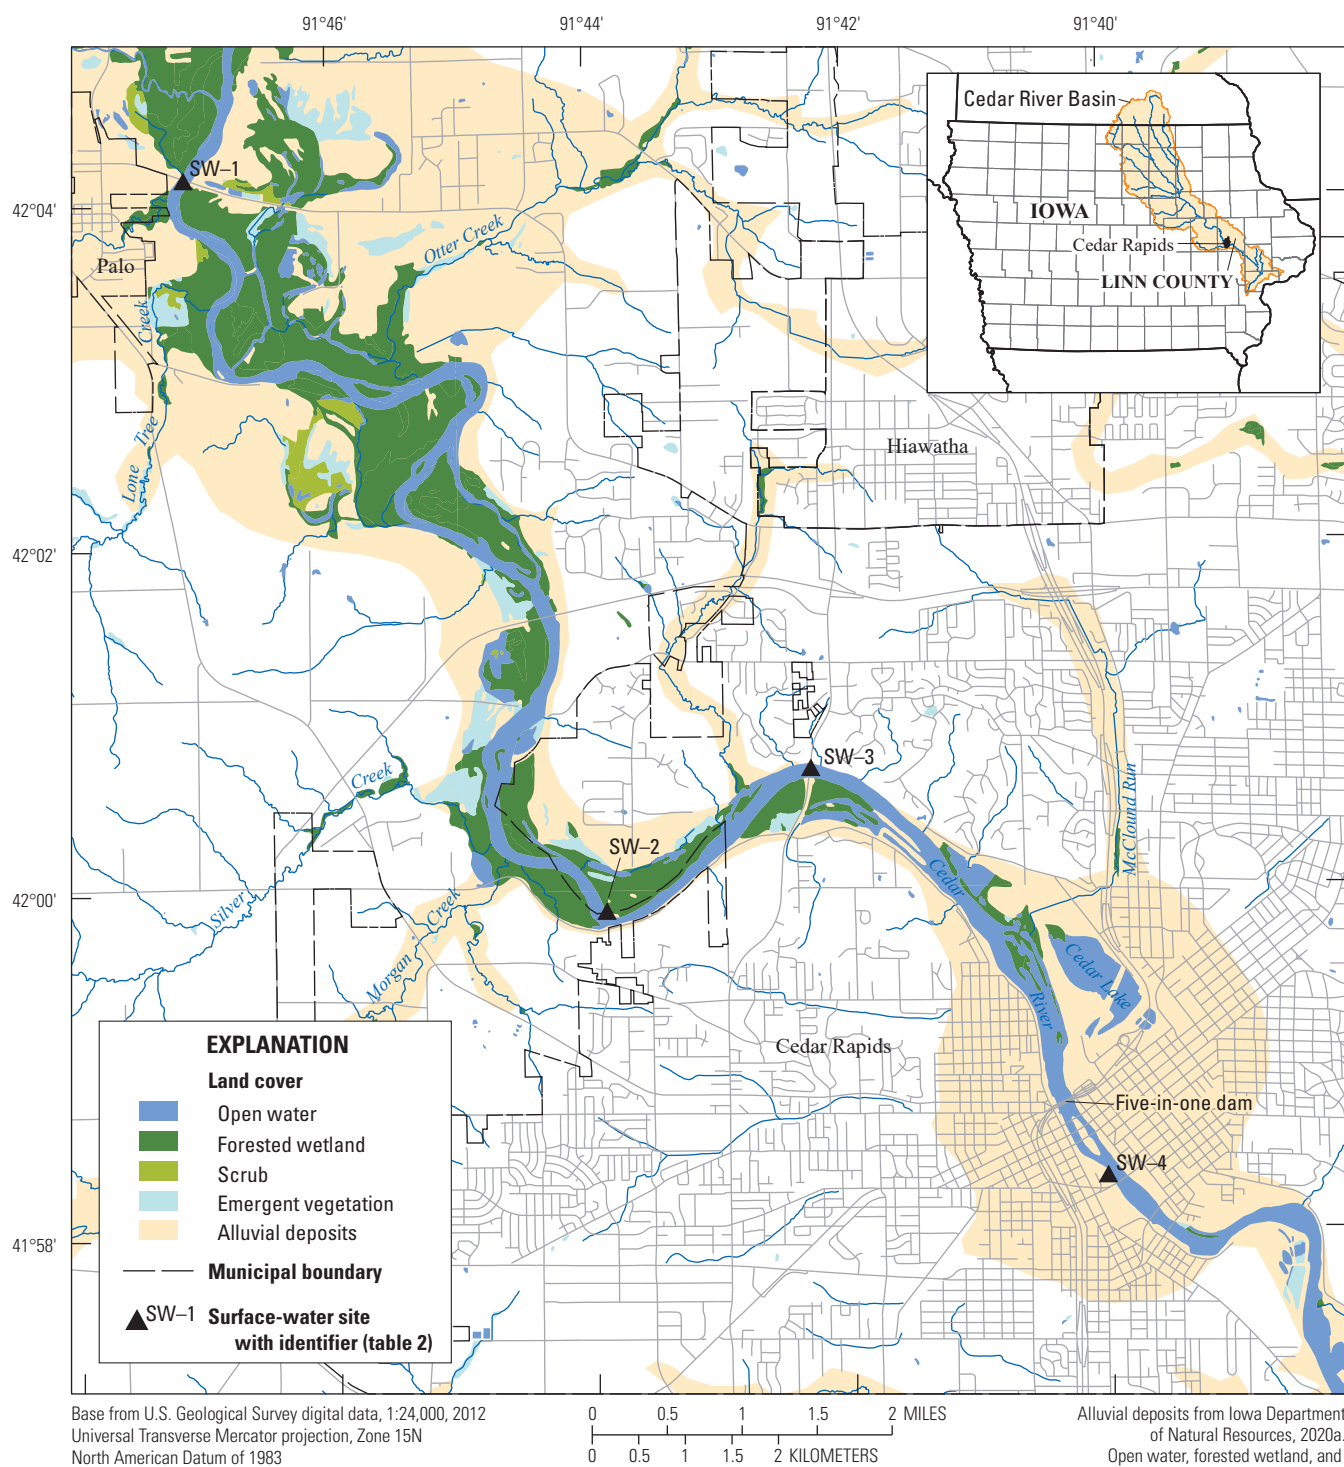 91°46'
91°44'
91°42'
91°40'
Cedar River Basin
IOWA
Cedar Rapids
LINN COUNTY
SW–1
42°04'
Otter Creek
Palo
Creek
Tree
Lone
Hiawatha
42°02'
SW–3
Creek
McClound Run
SW–2
Cedar
42°00'
Silver
Creek
Morgan
Cedar Lake
River
Cedar Rapids
Five-in-one dam
SW–4
41°58'
EXPLANATION
Land cover
Open water
Forested wetland
Scrub
Emergent vegetation
Alluvial deposits
Municipal boundary
SW–1 Surface-water site
with identifier (table 2)
Base from U.S. Geological Survey digital data, 1:24,000, 2012
Universal Transverse Mercator projection, Zone 15N
North American Datum of 1983
0 0.5 1 1.5 2 MILES
0 0.5 1 1.5 2 KILOMETERS
Alluvial deposits from Iowa Department
of Natural Resources, 2020a.
Open water, forested wetland, and